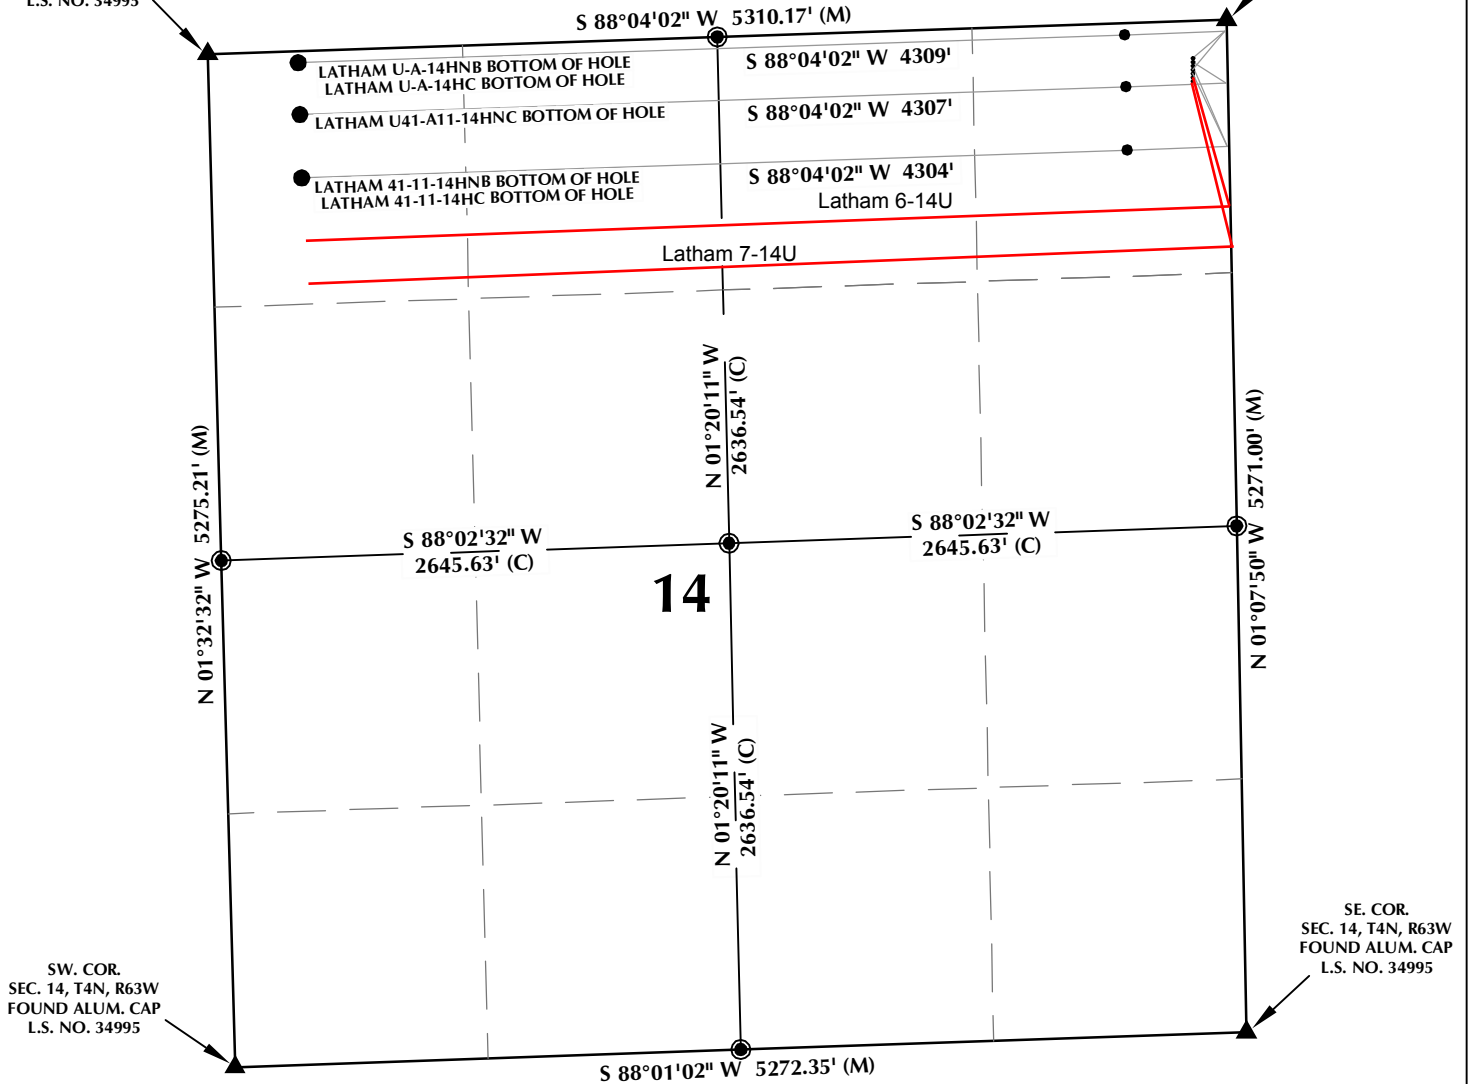 L.S. NO. 34995
S 88°04'02" W 5310.17' (M)
LATHAM U-A-14HNB BOTTOM OF HOLE
LATHAM U-A-14HC BOTTOM OF HOLE
S 88°04'02" W 4309'
LATHAM U41-A11-14HNC BOTTOM OF HOLE
S 88°04'02" W 4307'
LATHAM 41-11-14HNB BOTTOM OF HOLE
LATHAM 41-11-14HC BOTTOM OF HOLE
S 88°04'02" W 4304'
Latham 6-14U
Latham 7-14U
N 01°20'11" W
2636.54' (C)
N 01°32'32" W 5275.21' (M)
N 01°07'50" W 5271.00' (M)
S 88°02'32" W
2645.63' (C)
S 88°02'32" W
2645.63' (C)
14
N 01°20'11" W
2636.54' (C)
SE. COR.
SEC. 14, T4N, R63W
FOUND ALUM. CAP
L.S. NO. 34995
SW. COR.
SEC. 14, T4N, R63W
FOUND ALUM. CAP
L.S. NO. 34995
S 88°01'02" W 5272.35' (M)